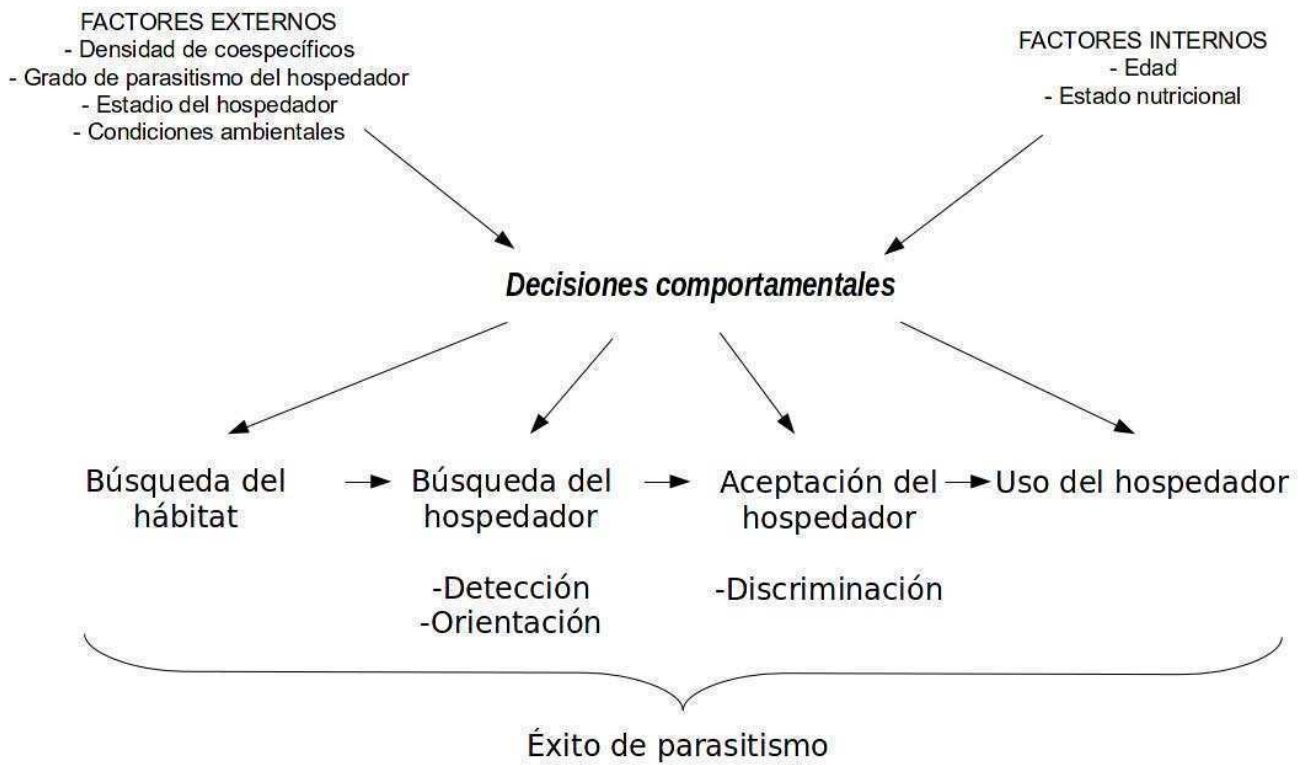 FACTORES EXTERNOS
- Densidad de coespecíficos
- Grado de parasitismo del hospedador
- Estadio del hospedador
- Condiciones ambientales
FACTORES INTERNOS
- Edad
- Estado nutricional
Decisiones comportamentales
Búsqueda del
hábitat
Búsqueda del
hospedador
-Detección
-Orientación
Aceptación del
hospedador
-Discriminación
Uso del hospedador
Éxito de parasitismo